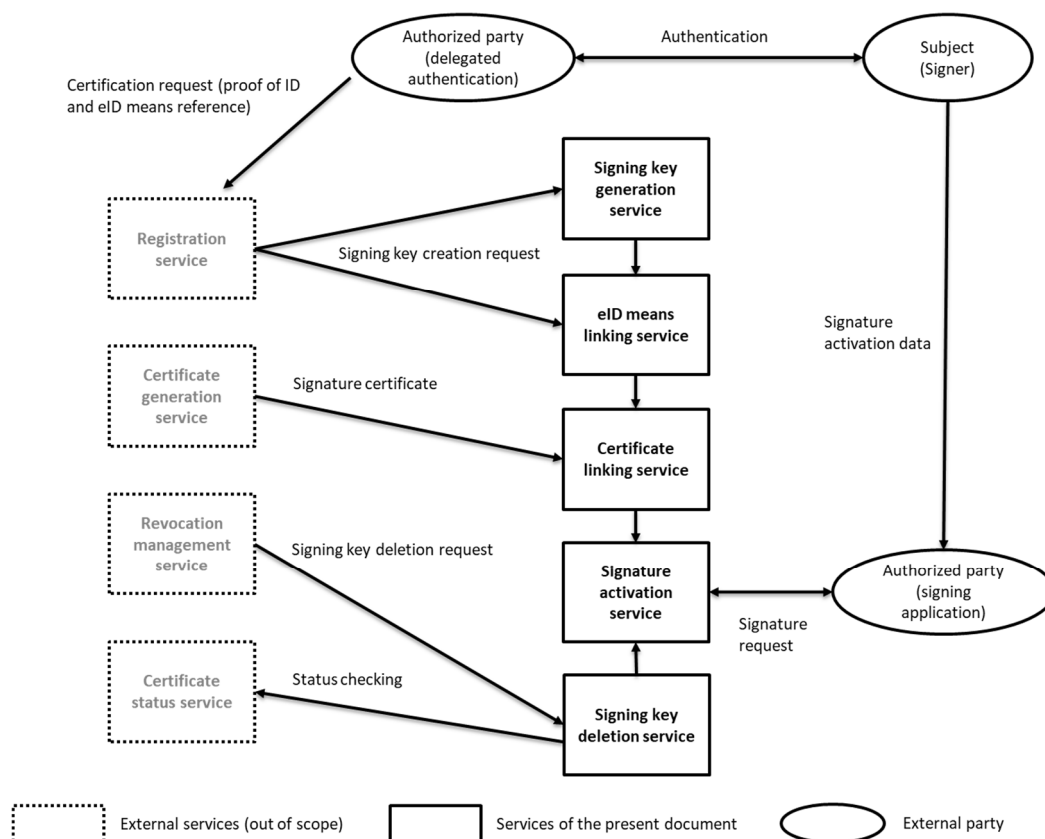 Authorized party
(delegated
authentication)
Authentication
Subject
(Signer)
Certification request (proof of ID
and eID means reference)
Signing key
generation
service
Registration
service
Signing key creation request
eID means
linking service
Signature
activation data
Certificate
generation
service
Signature certificate
Certificate
linking service
Revocation
management
service
Signing key deletion request
Signature
activation
service
Authorized party
(signing
application)
Signature
request
Certificate
status service
Status checking
Signing key
deletion service
External services (out of scope)
Services of the present document
External party